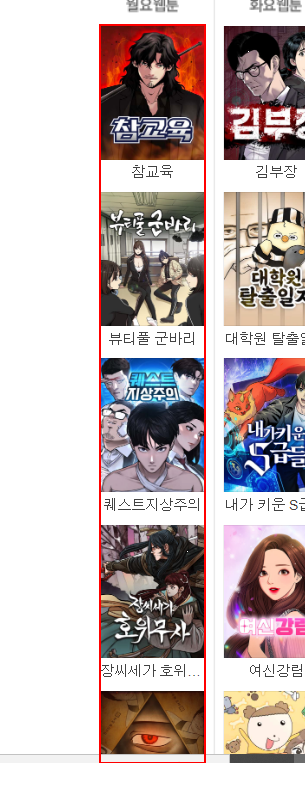 월요웹툰
화요웹툰
참교육
김부장
참교육
김부장
뷰티풀 군바리
대학원
탈출일지
뷰티풀 군바리
대학원 탈출일
퀘스트
지상주의
내가키운
S급들
퀘스트지상주의
내가 키운 S급
장씨세가
호위무사
여신강림
장씨세가 호위...
여신강림